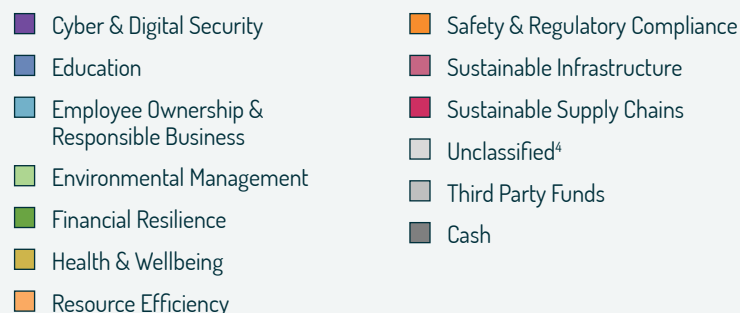 Cyber & Digital Security
Education
Employee Ownership &
Responsible Business
Environmental Management
Financial Resilience
Health & Wellbeing
Resource Efficiency
Safety & Regulatory Compliance
Sustainable Infrastructure
Sustainable Supply Chains
Unclassified⁴
Third Party Funds
Cash